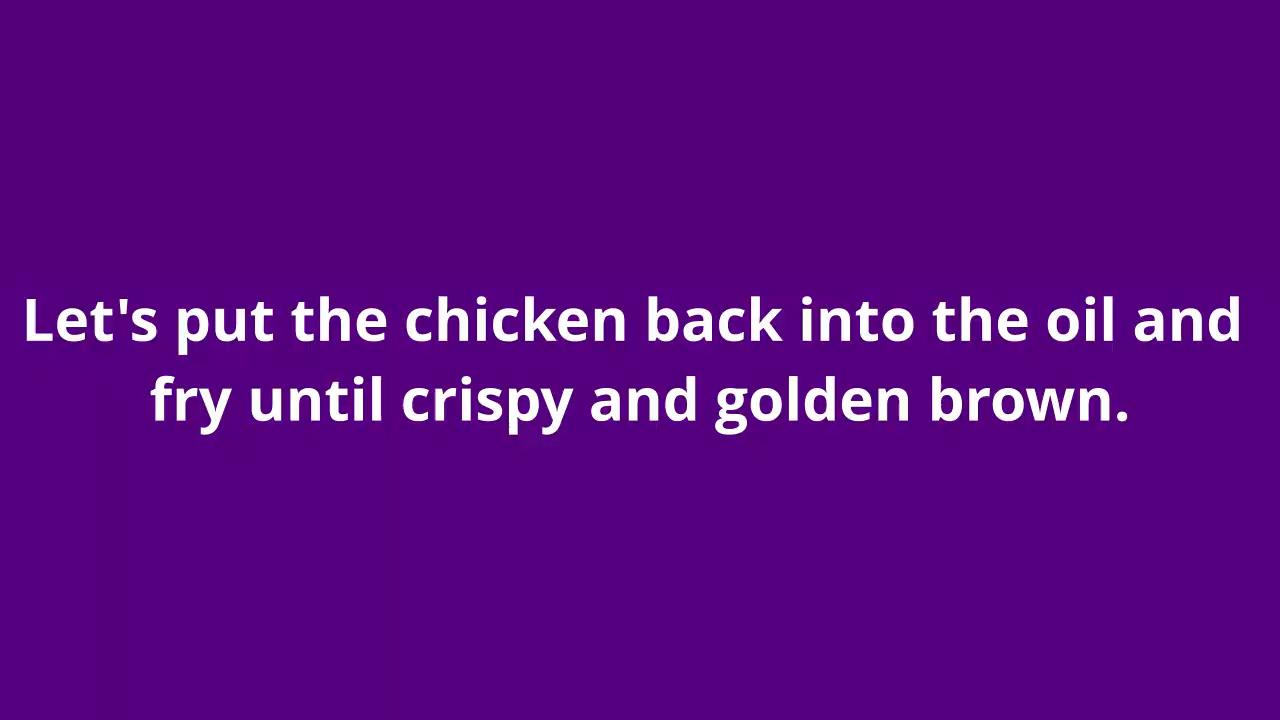 Let's put the chicken back into the oil and
fry until crispy and golden brown.